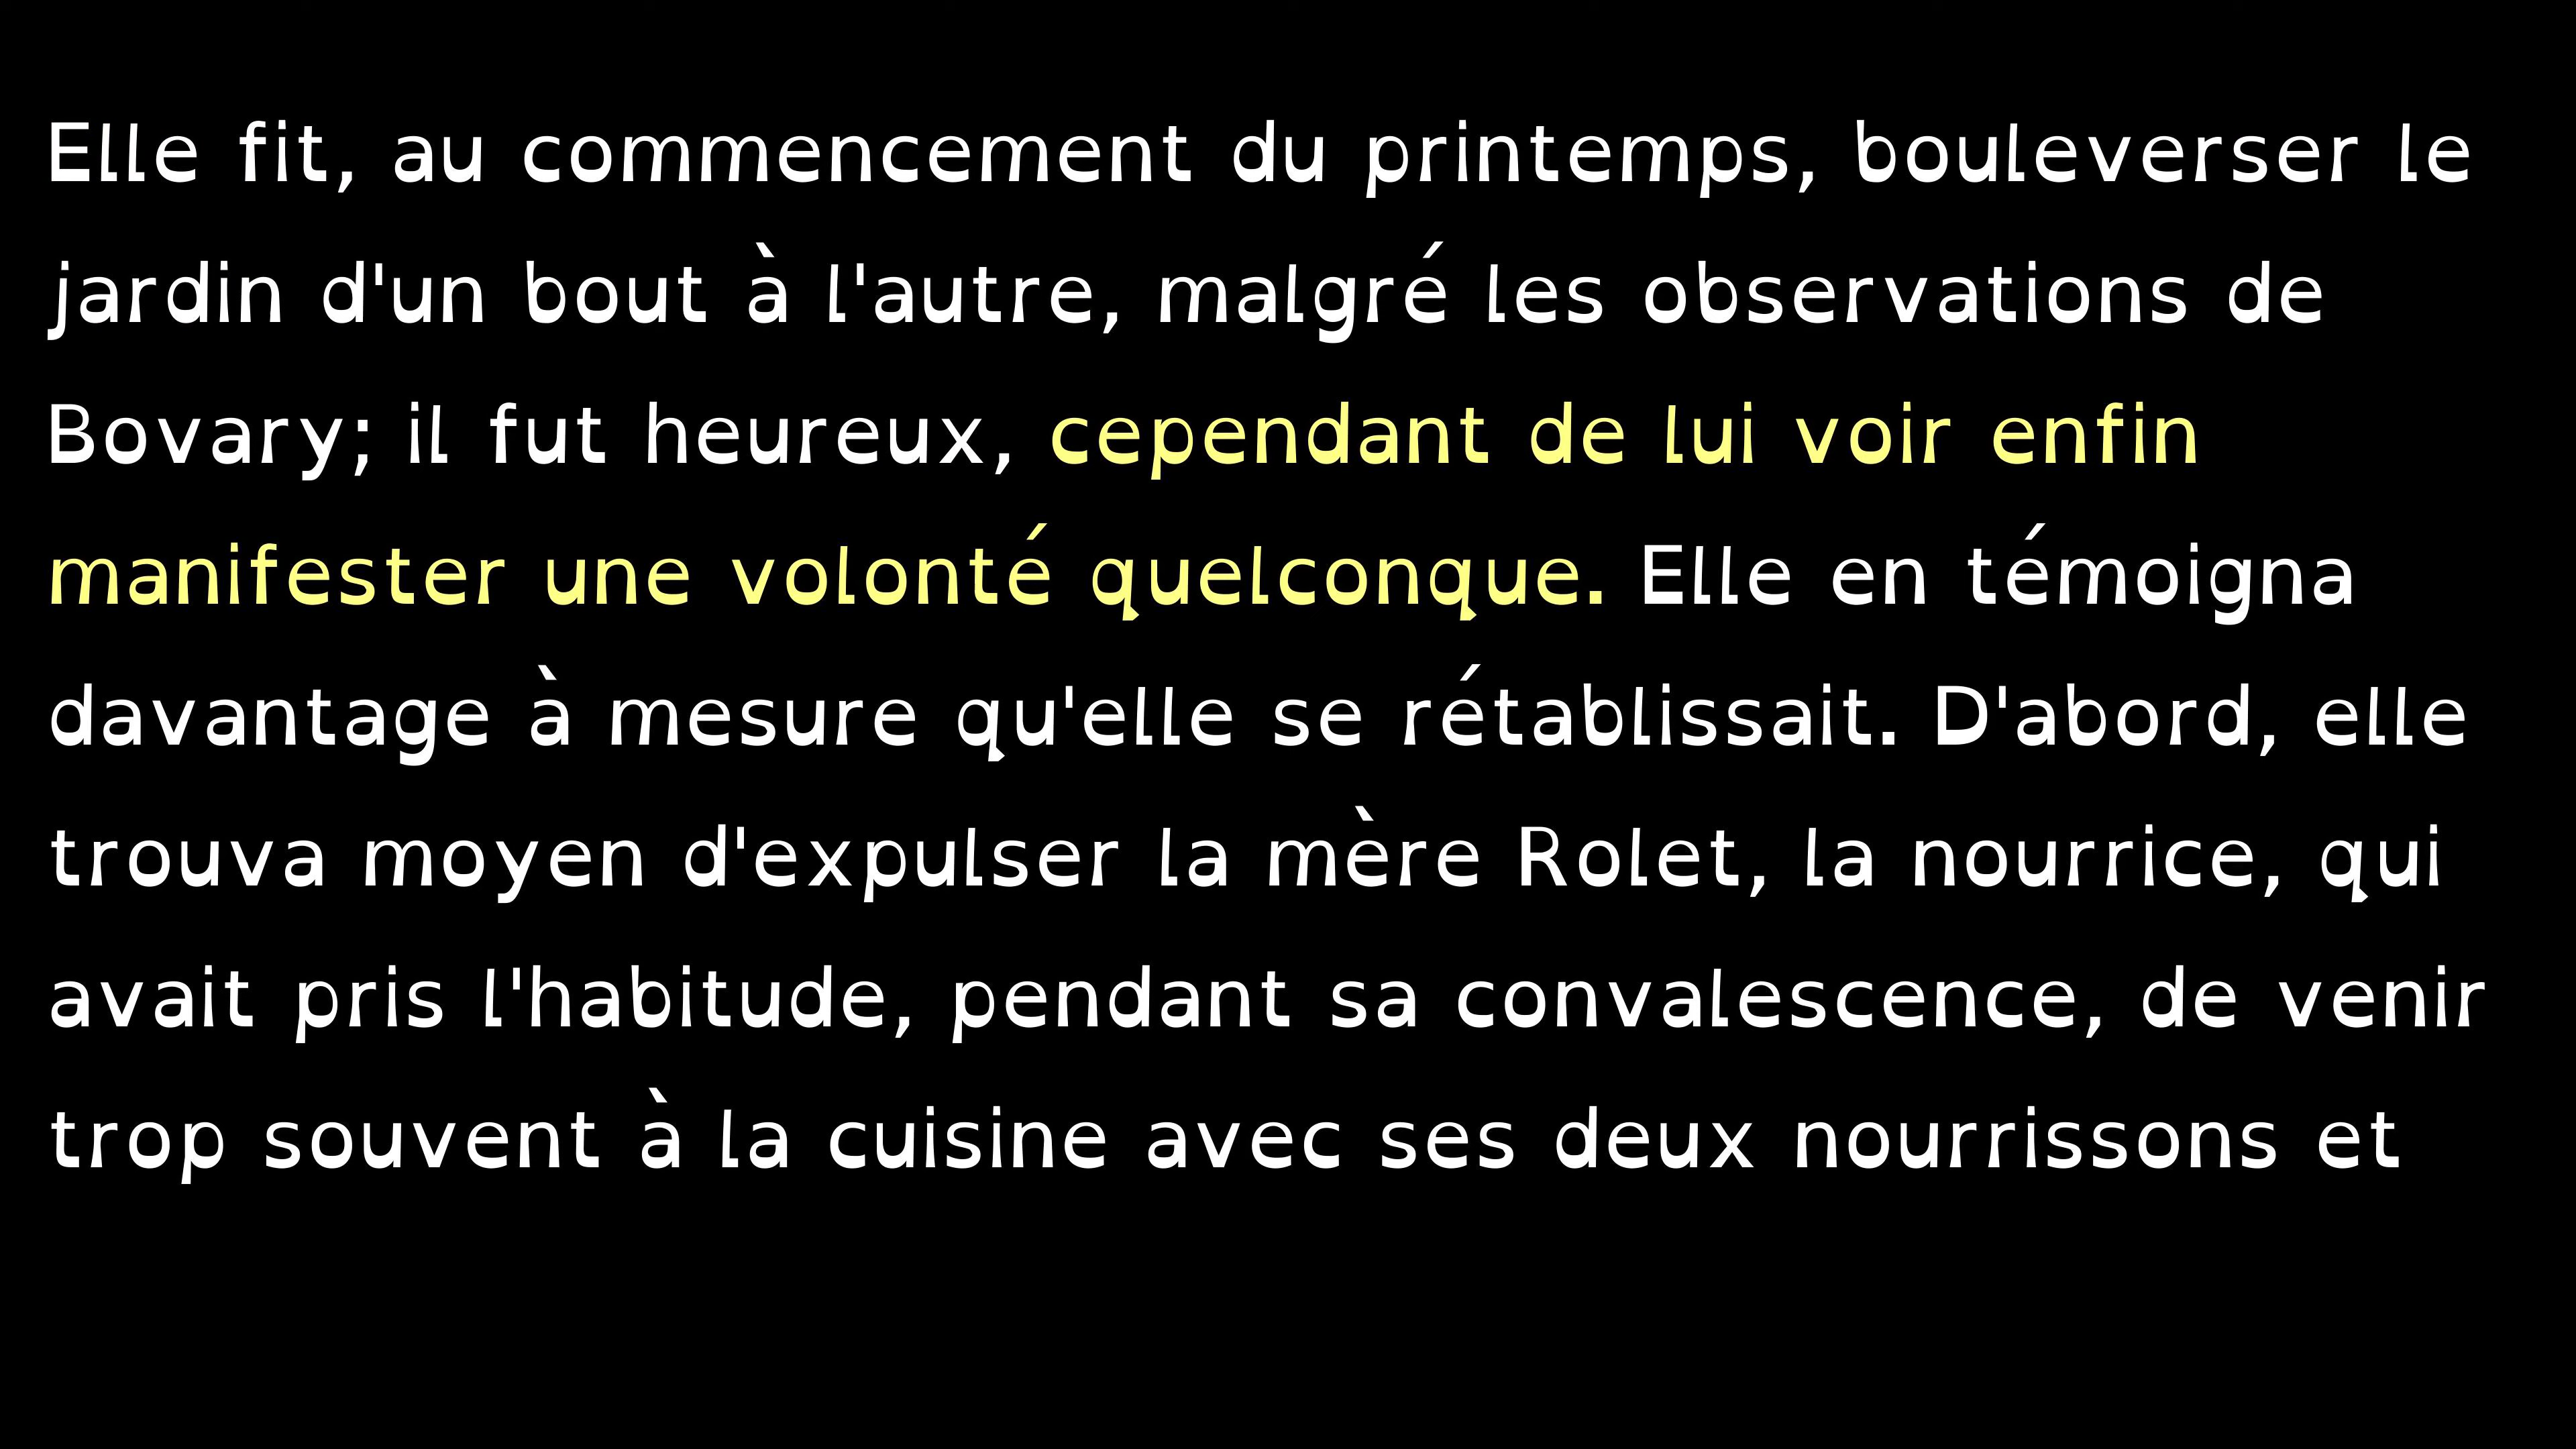 Elle fit, au commencement du printemps, bouleverser le
jardin d'un bout à l'autre, malgré les observations de
Bovary; il fut heureux, cependant de lui voir enfin
manifester une volonté quelconque. Elle en témoigna
davantage à mesure qu'elle se rétablissait. D'abord, elle
trouva moyen d'expulser la mère Rolet, la nourrice, qui
avait pris l'habitude, pendant sa convalescence, de venir
trop souvent à la cuisine avec ses deux nourrissons et